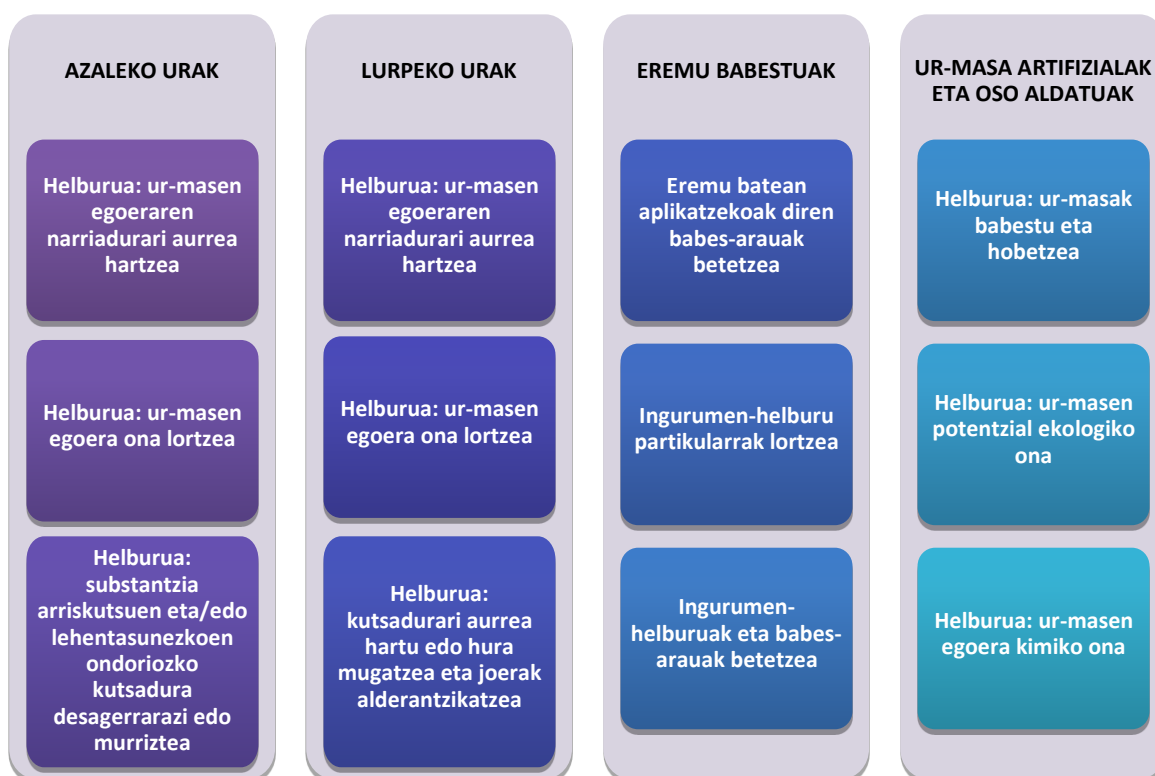 AZALEKO URAK
Helburua: ur-masen
egoeraren
narriadurari aurrea
hartzea
Helburua: ur-masen
egoera ona lortzea
Helburua:
substantzia
arriskutsuen eta/edo
lehentasunezkoen
ondoriozko
kutsadura
desagerrarazi edo
murriztea
LURPEKO URAK
Helburua: ur-masen
egoeraren
narriadurari aurrea
hartzea
Helburua: ur-masen
egoera ona lortzea
Helburua:
kutsadurari aurrea
hartu edo hura
mugatzea eta joerak
alderantzikatzea
EREMU BABESTUAK
Eremu batean
aplikatzekoak diren
babes-arauak
betetzea
Ingurumen-helburu
partikularrak lortzea
Ingurumen-
helburuak eta babes-
arauak betetzea
UR-MASA ARTIFIZIALAK
ETA OSO ALDATUAK
Helburua: ur-masak
babestu eta
hobetzea
Helburua: ur-masen
potentzial ekologiko
ona
Helburua: ur-masen
egoera kimiko ona